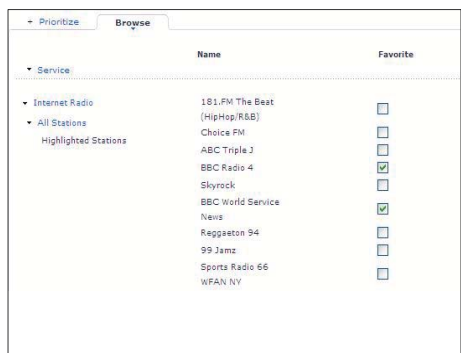 Prioritize Browse
Name Favorite
Service
Internet Radio
All Stations
Highlighted Stations
181.FM The Beat
(HipHop/R&B)
Choice FM
ABC Triple J
BBC Radio 4
Skyrock
BBC World Service
News
Reggaeton 94
99 Jamz
Sports Radio 66
WFAN NY